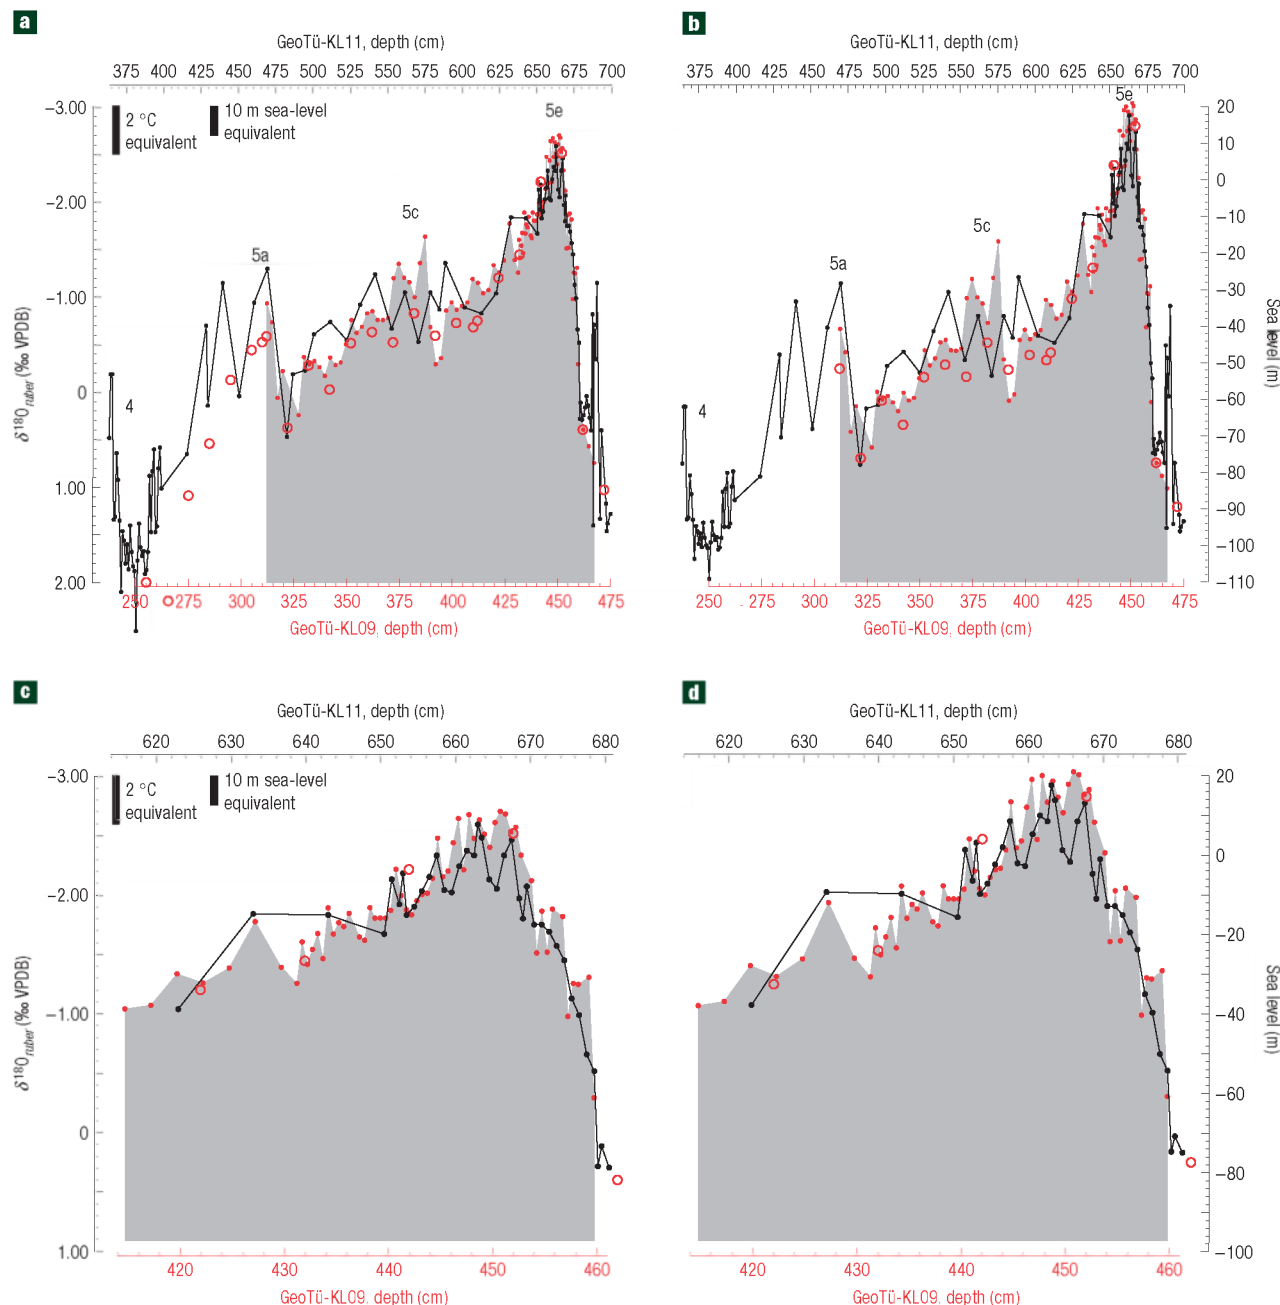 a
GeoTü-KL11, depth (cm)
375 400 425 450 475 500 525 550 575 600 625 650 675 700
2 °C
equivalent
10 m sea-level
equivalent
5e
5c
5a
4
−3.00
−2.00
−1.00
0
1.00
2.00
δ¹⁸O ruber (‰ VPDB)
250 275 300 325 350 375 400 425 450 475
GeoTü-KL09, depth (cm)
b
GeoTü-KL11, depth (cm)
375 400 425 450 475 500 525 550 575 600 625 650 675 700
5e
5c
5a
4
20
10
0
−10
−20
−30
−40
−50
−60
−70
−80
−90
−100
−110
Sea level (m)
250 275 300 325 350 375 400 425 450 475
GeoTü-KL09, depth (cm)
c
GeoTü-KL11, depth (cm)
620 630 640 650 660 670 680
2 °C
equivalent
10 m sea-level
equivalent
−3.00
−2.00
−1.00
0
1.00
δ¹⁸O ruber (‰ VPDB)
420 430 440 450 460
GeoTü-KL09, depth (cm)
d
GeoTü-KL11, depth (cm)
620 630 640 650 660 670 680
20
0
−20
−40
−60
−80
−100
Sea level (m)
420 430 440 450 460
GeoTü-KL09, depth (cm)